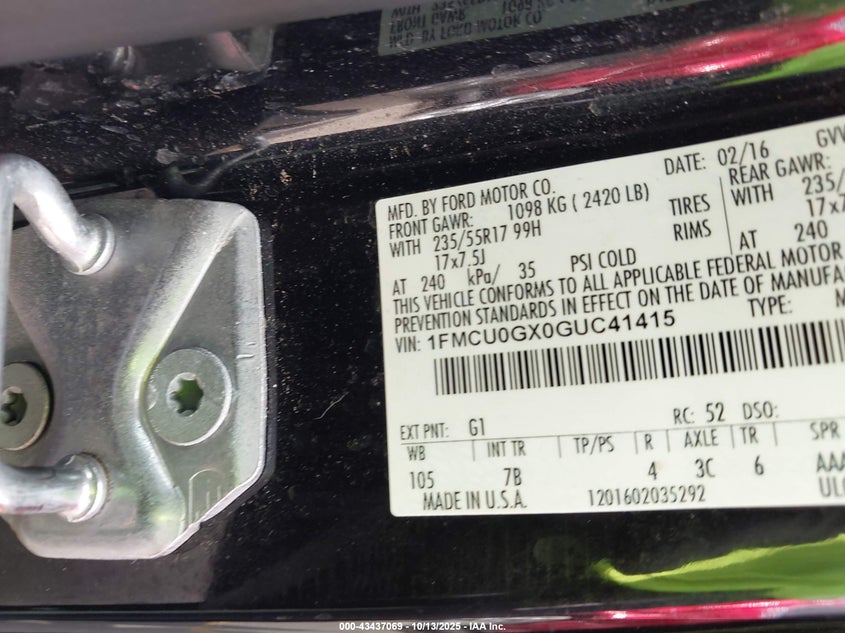 MFD. BY FORD MOTOR CO.
DATE: 02/16 GVW
FRONT GAWR: 1098 KG ( 2420 LB) REAR GAWR:
WITH 235/55R17 99H TIRES WITH 235/
17x7.5J RIMS 17x7
AT 240 kPa/ 35 PSI COLD AT 240
THIS VEHICLE CONFORMS TO ALL APPLICABLE FEDERAL MOTOR
PREVENTION STANDARDS IN EFFECT ON THE DATE OF MANUFA
VIN: 1FMCU0GX0GUC41415 TYPE: M
EXT PNT: G1 RC: 52 DSO:
WB INT TR TP/PS R AXLE TR SPR
105 7B 4 3C 6 AAA
MADE IN U.S.A. 1201602035292
000-43437069 - 10/13/2025 - IAA Inc.